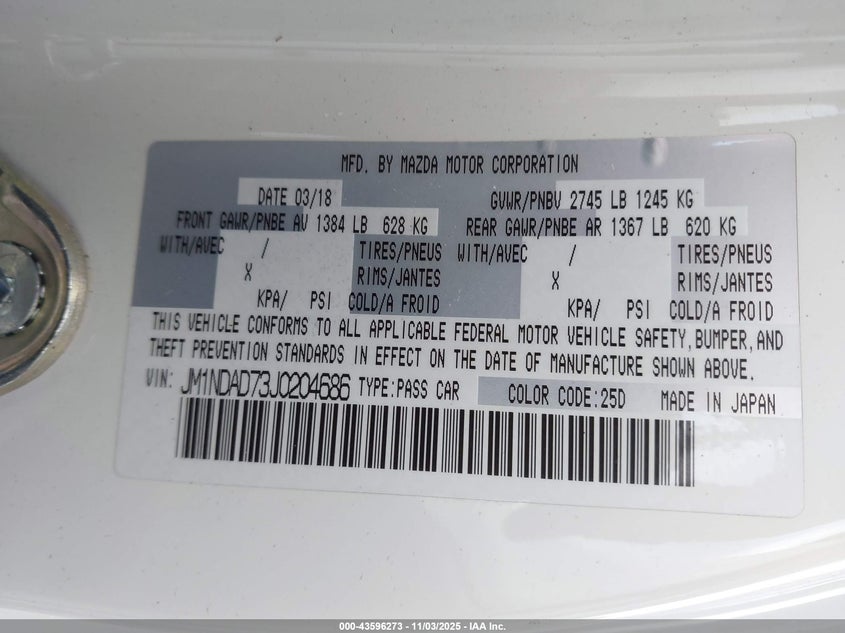 MFD. BY MAZDA MOTOR CORPORATION
DATE 03/18 GVWR/PNBV 2745 LB 1245 KG
FRONT GAWR/PNBE AV 1384 LB 628 KG REAR GAWR/PNBE AR 1367 LB 620 KG
WITH/AVEC / TIRES/PNEUS WITH/AVEC / TIRES/PNEUS
X RIMS/JANTES X RIMS/JANTES
KPA/ PSI COLD/A FROID KPA/ PSI COLD/A FROID
THIS VEHICLE CONFORMS TO ALL APPLICABLE FEDERAL MOTOR VEHICLE SAFETY,BUMPER,AND
THEFT PREVENTION STANDARDS IN EFFECT ON THE DATE OF MANUFACTURE SHOWN ABOVE.
VIN: JM1NDAD73J0204686 TYPE:PASS CAR COLOR CODE:25D MADE IN JAPAN
000-43596273 - 11/03/2025 - IAA Inc.